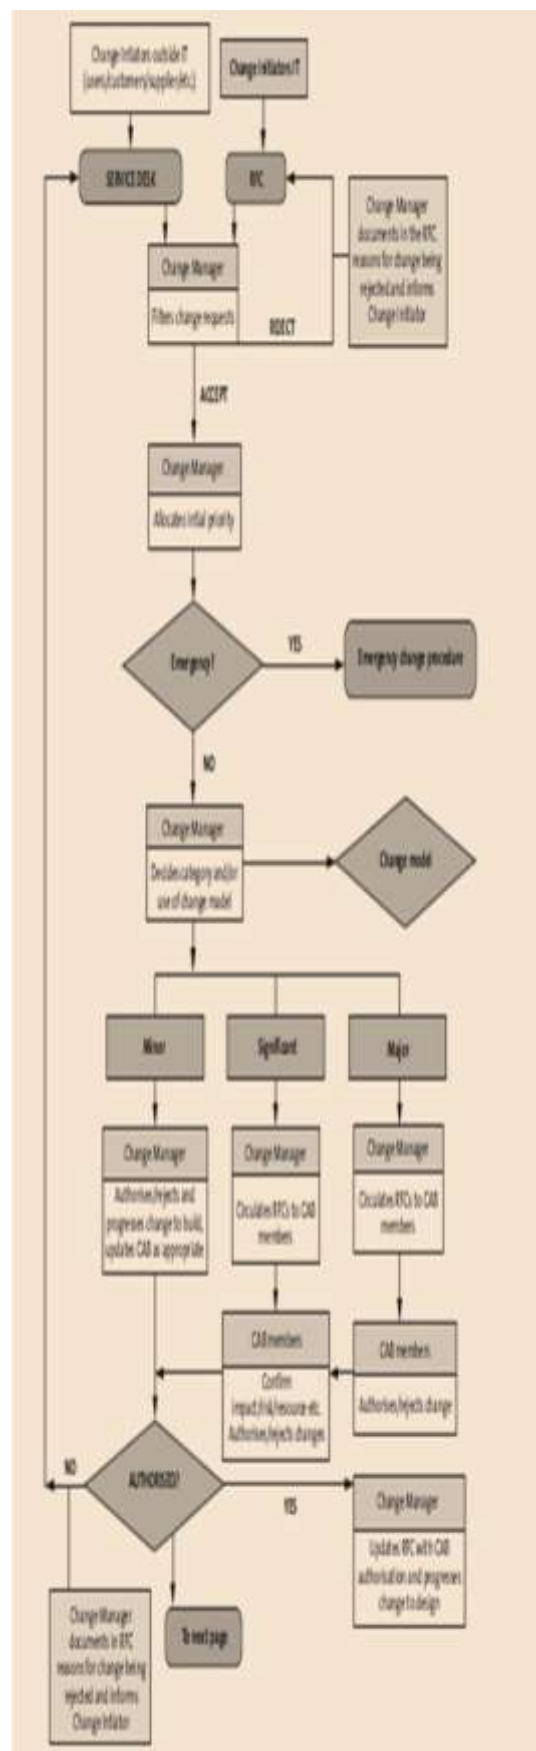 Change Initiators outside IT
(users/customers/suppliers/etc.)
Change Initiators IT
SERVICE DESK
RFC
Change Manager
documents in the RFC
reasons for change being
rejected and informs
Change Initiator
Change Manager
Filters change requests
REJECT
ACCEPT
Change Manager
Allocates initial priority
Emergency?
YES
Emergency change procedure
NO
Change Manager
Decides category and/or
use of change model
Change model
Minor
Significant
Major
Change Manager
Authorises/rejects and
progresses change to build,
updates CAB as appropriate
Change Manager
Circulates RFCs to CAB
members
Change Manager
Circulates RFCs to CAB
members
CAB members
Confirm
impact/risk/resource etc.
Authorises/rejects changes
CAB members
Authorises/rejects change
NO
AUTHORISED?
YES
Change Manager
Updates RFC with CAB
authorisation and progresses
change to design
Change Manager
documents in RFC
reasons for change being
rejected and informs
Change Initiator
To next page